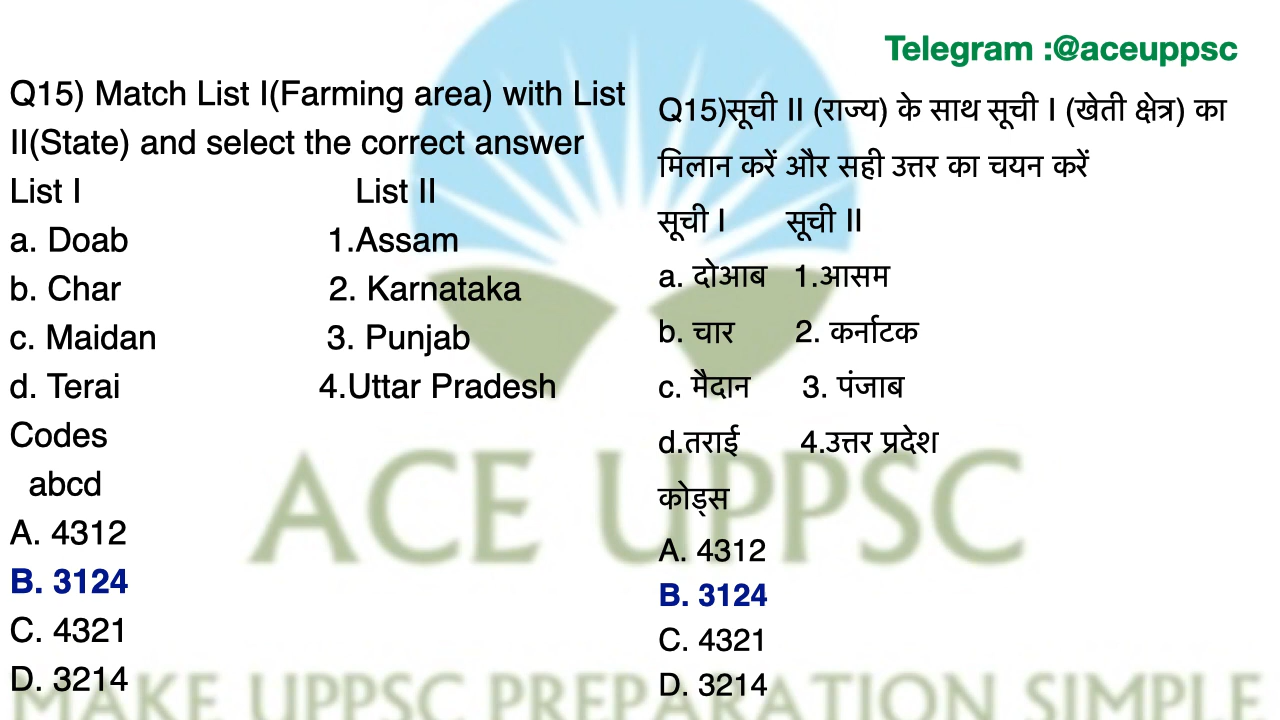 Telegram :@aceuppsc
Q15) Match List I(Farming area) with List
II(State) and select the correct answer
List I List II
a. Doab 1.Assam
b. Char 2. Karnataka
c. Maidan 3. Punjab
d. Terai 4.Uttar Pradesh
Codes
abcd
A. 4312
B. 3124
C. 4321
D. 3214
Q15)सूची II (राज्य) के साथ सूची I (खेती क्षेत्र) का
मिलान करें और सही उत्तर का चयन करें
सूची I सूची II
a. दोआब 1.आसम
b. चार 2. कर्नाटक
c. मैदान 3. पंजाब
d.तराई 4.उत्तर प्रदेश
कोड्स
A. 4312
B. 3124
C. 4321
D. 3214
ACE UPPSC
MAKE UPPSC PREPARATION SIMPLE